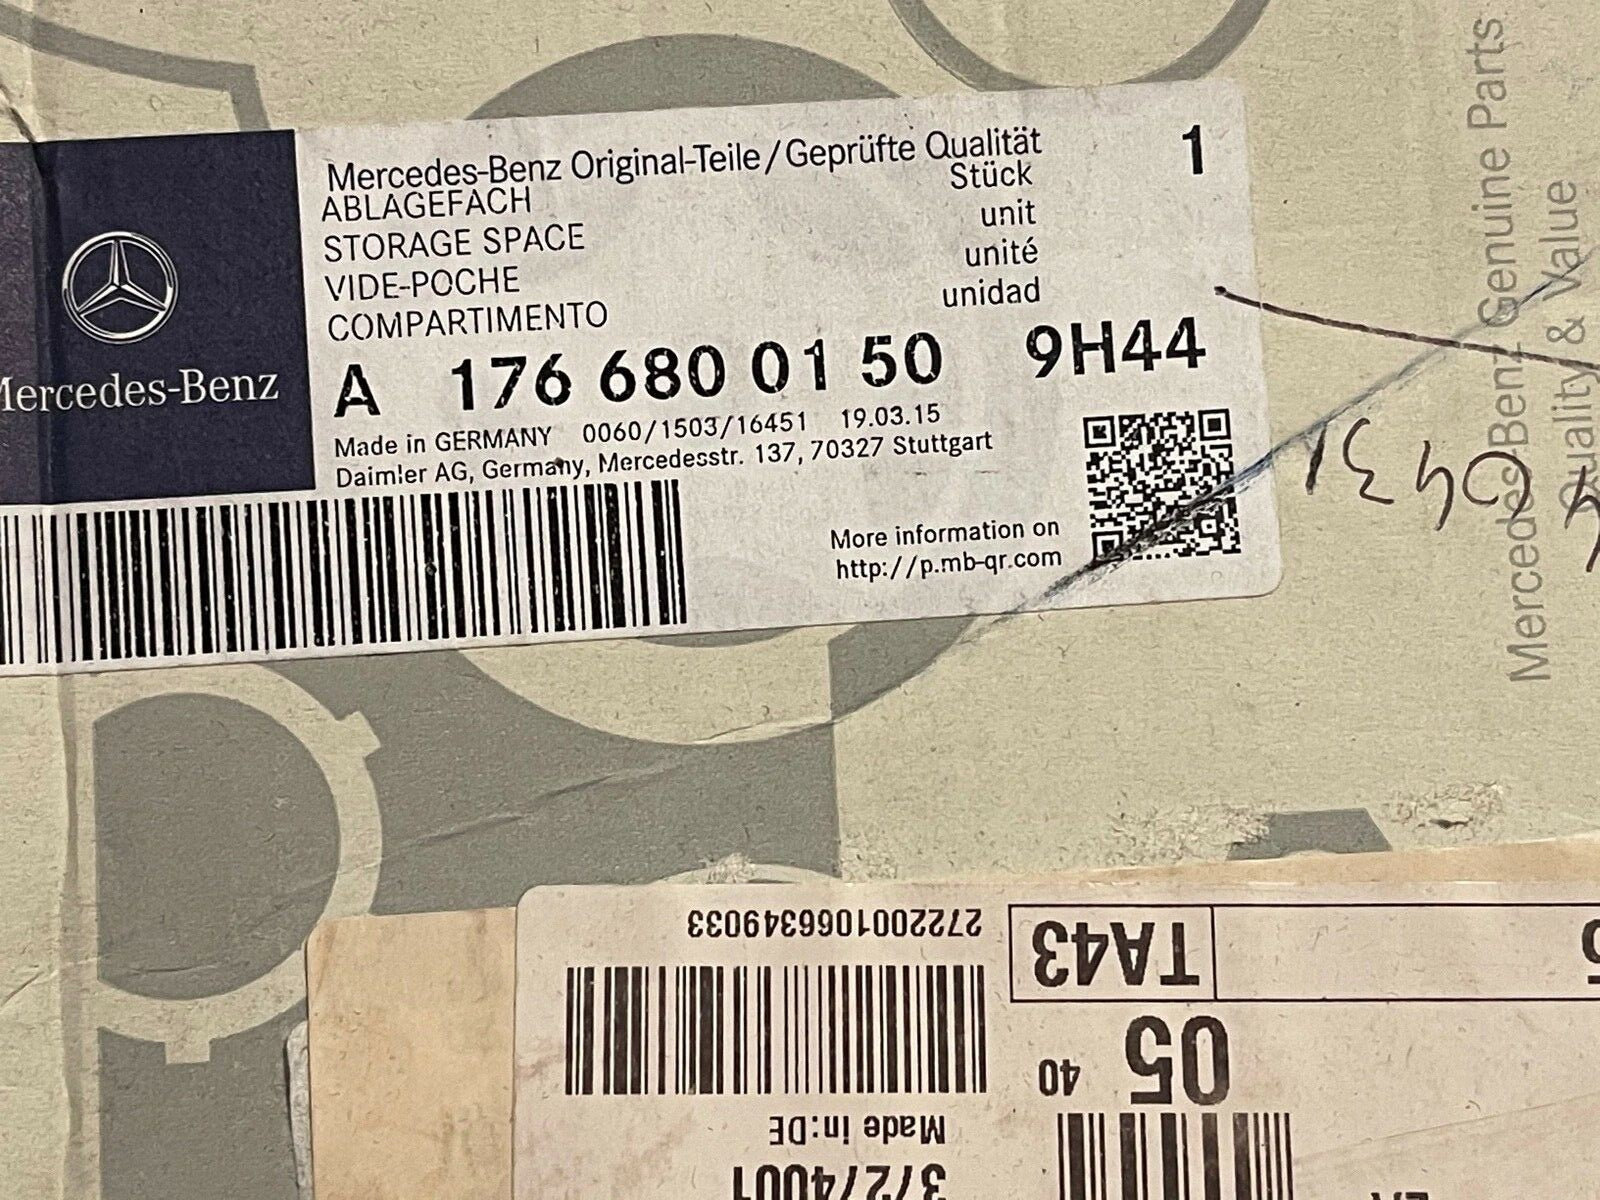 Mercedes-Benz Original-Teile/Geprüfte Qualität
1
ABLAGEFACH
Stück
STORAGE SPACE
unit
VIDE-POCHE
unité
COMPARTIMENTO
unidad
A 176 680 01 50 9H44
Mercedes-Benz
Made in GERMANY 0060/1503/16451 19.03.15
Daimler AG, Germany, Mercedesstr. 137, 70327 Stuttgart
More information on
http://p.mb-qr.com
Mercedes-Benz Genuine Parts
Quality & Value
2722001066349033
TA43
05
40
Made in:DE
37274001